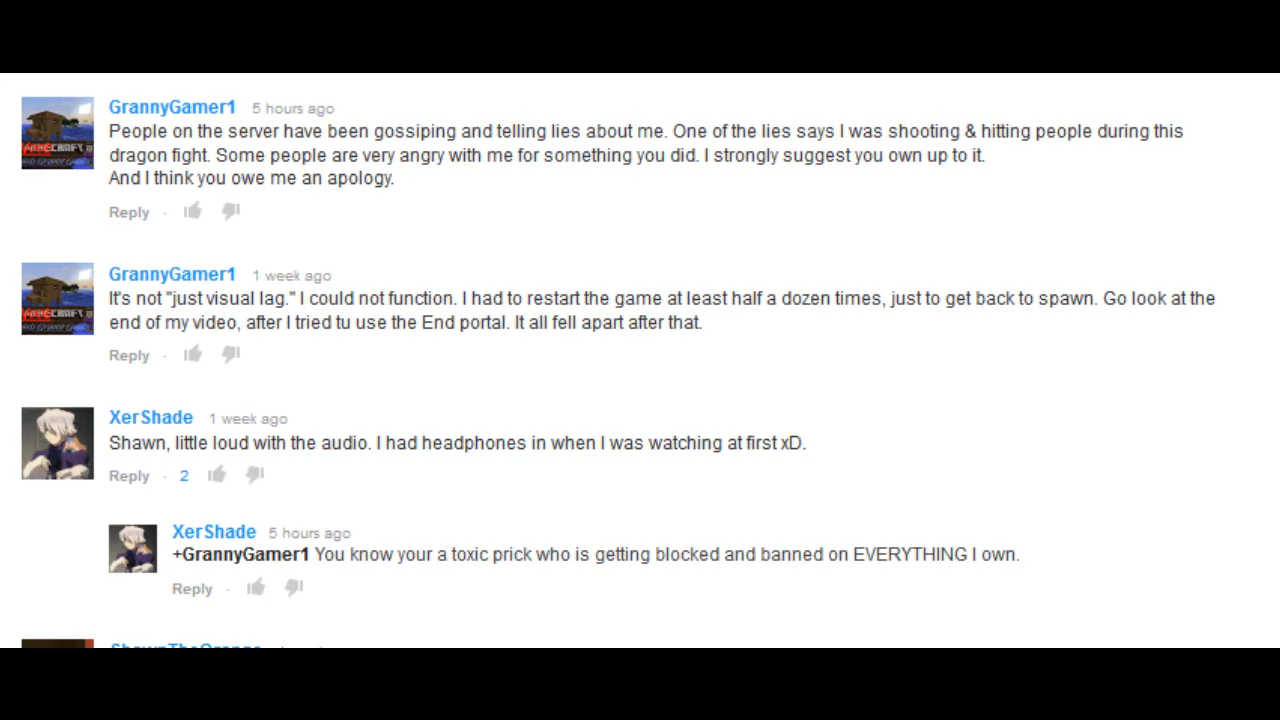 GrannyGamer1 5 hours ago
People on the server have been gossiping and telling lies about me. One of the lies says I was shooting & hitting people during this
dragon fight. Some people are very angry with me for something you did. I strongly suggest you own up to it.
And I think you owe me an apology.
Reply
GrannyGamer1 1 week ago
It's not "just visual lag." I could not function. I had to restart the game at least half a dozen times, just to get back to spawn. Go look at the
end of my video, after I tried tu use the End portal. It all fell apart after that.
Reply
XerShade 1 week ago
Shawn, little loud with the audio. I had headphones in when I was watching at first xD.
Reply · 2
XerShade 5 hours ago
+GrannyGamer1 You know your a toxic prick who is getting blocked and banned on EVERYTHING I own.
Reply